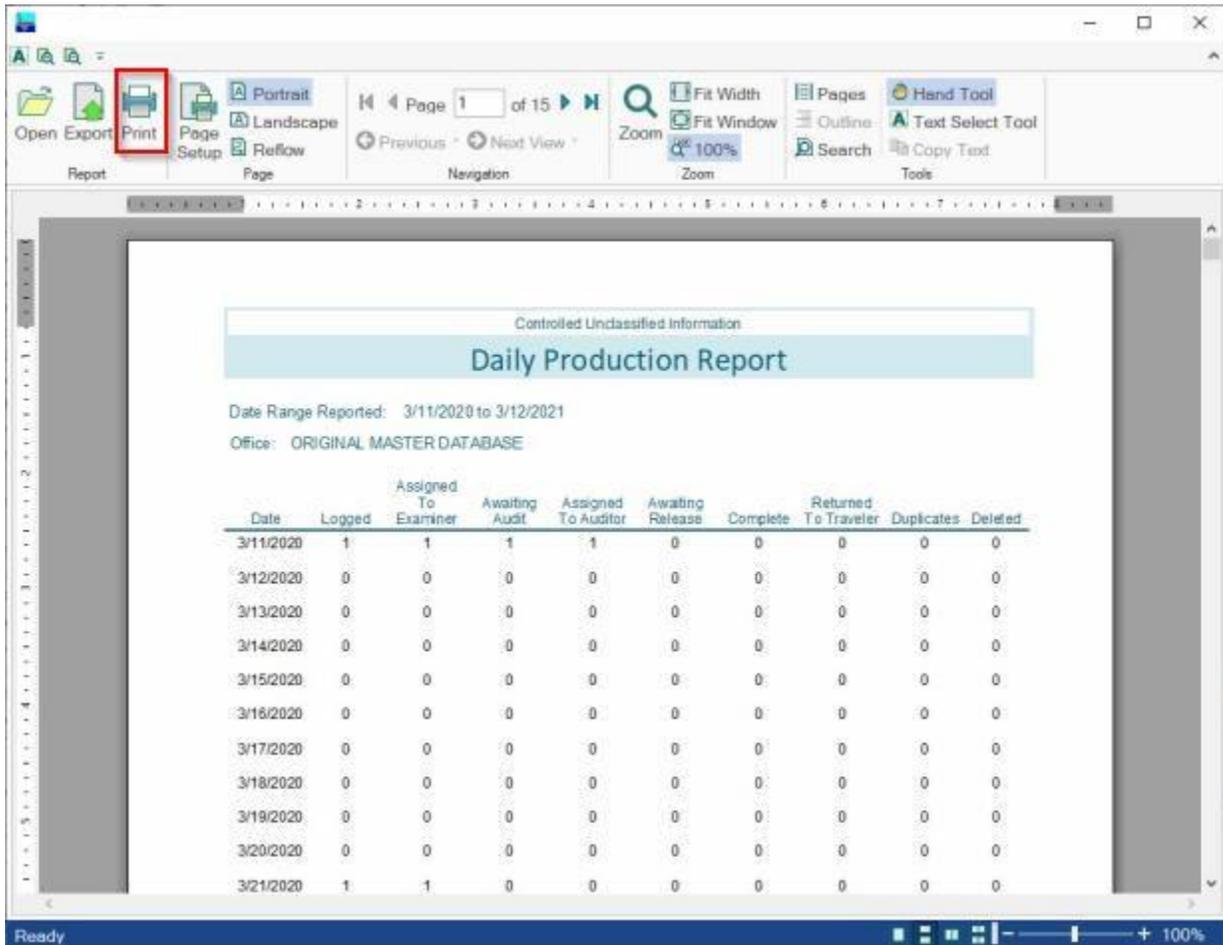 Open Export Print Page Setup Portrait Landscape Reflow Page 1 of 15 Previous Next View Zoom Fit Width Fit Window 100% Pages Outline Search Hand Tool Text Select Tool Copy Text
Report Page Navigation Zoom Tools
Controlled Unclassified Information
Daily Production Report
Date Range Reported: 3/11/2020 to 3/12/2021
Office: ORIGINAL MASTER DATABASE
Date Logged Assigned To Examiner Awaiting Audit Assigned To Auditor Awaiting Release Complete Returned To Traveler Duplicates Deleted
3/11/2020 1 1 1 1 0 0 0 0 0
3/12/2020 0 0 0 0 0 0 0 0 0
3/13/2020 0 0 0 0 0 0 0 0 0
3/14/2020 0 0 0 0 0 0 0 0 0
3/15/2020 0 0 0 0 0 0 0 0 0
3/16/2020 0 0 0 0 0 0 0 0 0
3/17/2020 0 0 0 0 0 0 0 0 0
3/18/2020 0 0 0 0 0 0 0 0 0
3/19/2020 0 0 0 0 0 0 0 0 0
3/20/2020 0 0 0 0 0 0 0 0 0
3/21/2020 1 1 0 0 0 0 0 0 0
Ready 100%